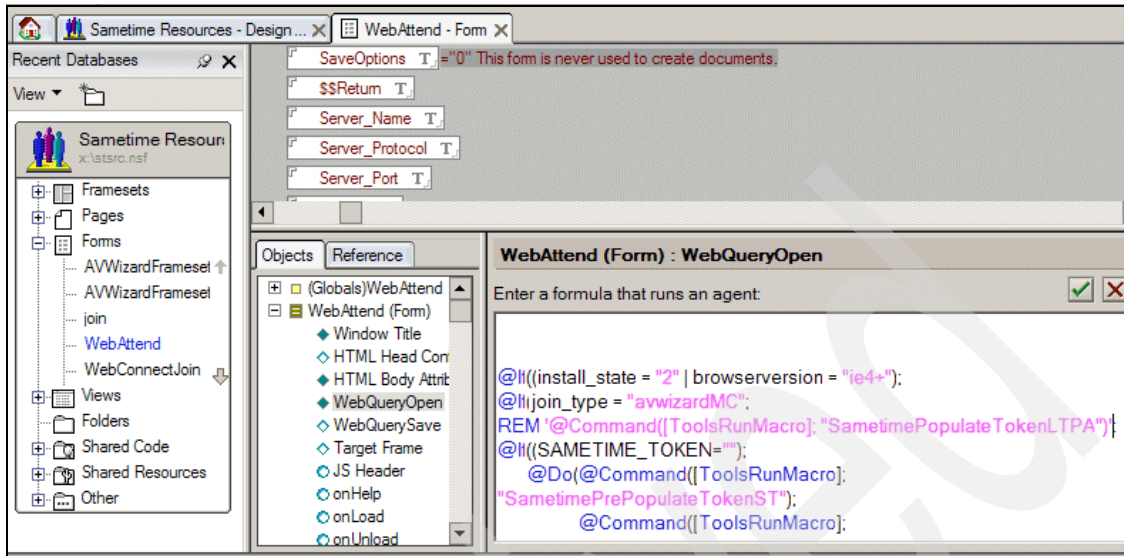 Sametime Resources - Design ...
WebAttend - Form
Recent Databases
View
Sametime Resour
x:\stsrc.nsf
Framesets
Pages
Forms
AVWizardFrameset
AVWizardFrameset
join
WebAttend
WebConnectJoin
Views
Folders
Shared Code
Shared Resources
Other
SaveOptions T ="0" This form is never used to create documents.
$$Return T
Server_Name T
Server_Protocol T
Server_Port T
Objects
Reference
(Globals)WebAttend
WebAttend (Form)
Window Title
HTML Head Con
HTML Body Attrib
WebQueryOpen
WebQuerySave
Target Frame
JS Header
onHelp
onLoad
onUnload
WebAttend (Form) : WebQueryOpen
Enter a formula that runs an agent:
@If((install_state = "2" | browserversion = "ie4+");
@If(join_type = "avwizardMC";
REM '@Command([ToolsRunMacro]; "SametimePopulateTokenLTPA")';
@If((SAMETIME_TOKEN="");
@Do(@Command([ToolsRunMacro];
"SametimePrePopulateTokenST");
@Command([ToolsRunMacro];